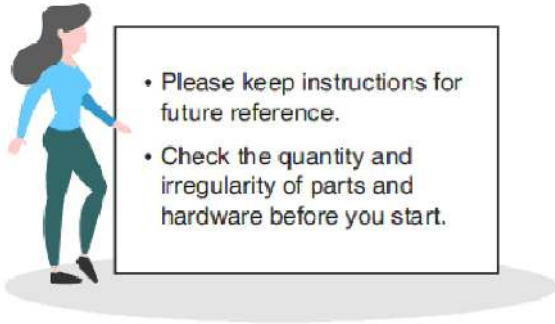 • Please keep instructions for
future reference.
• Check the quantity and
irregularity of parts and
hardware before you start.